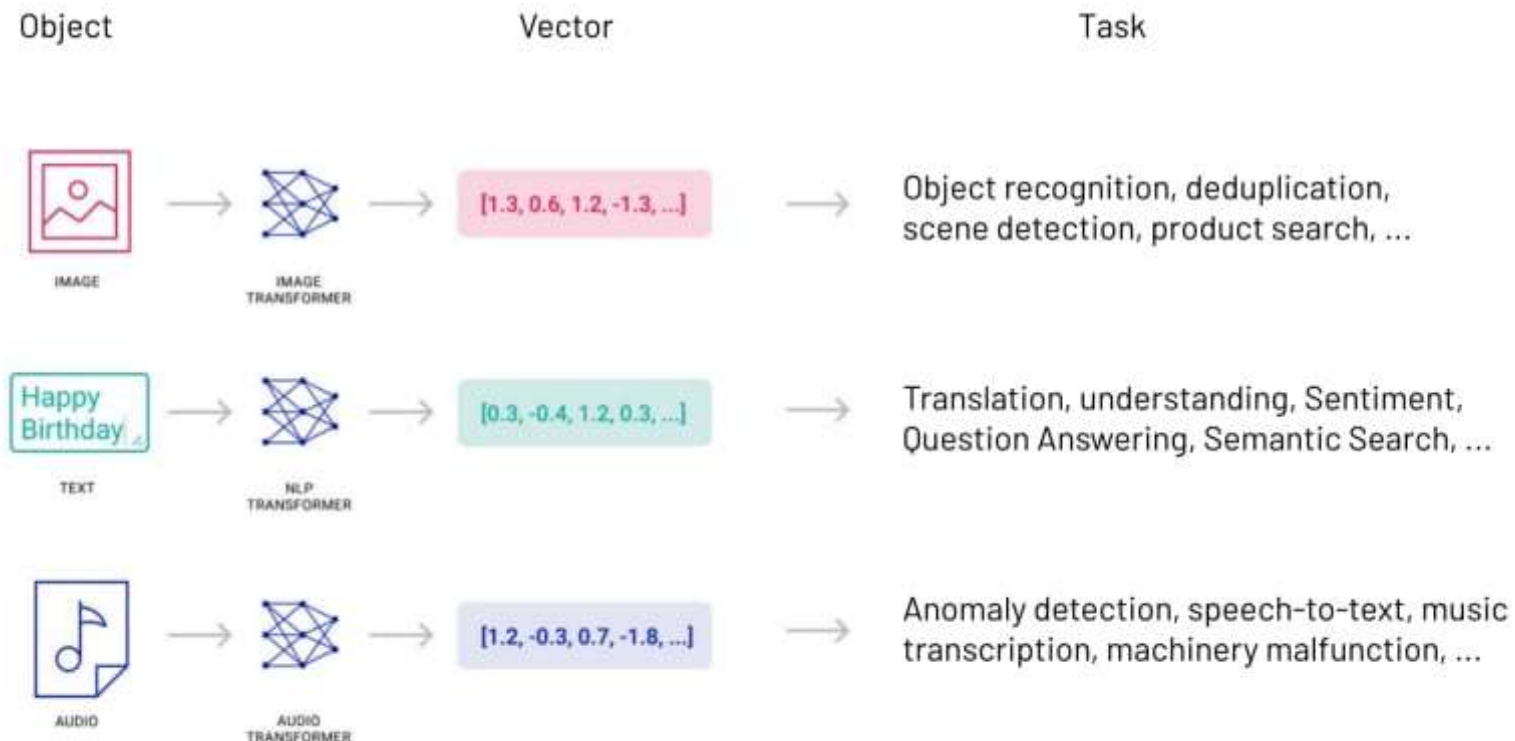 Object
Vector
Task
[1.3, 0.6, 1.2, -1.3, ...]
Object recognition, deduplication,
scene detection, product search, ...
IMAGE
IMAGE
TRANSFORMER
Happy
Birthday
[0.3, -0.4, 1.2, 0.3, ...]
Translation, understanding, Sentiment,
Question Answering, Semantic Search, ...
TEXT
NLP
TRANSFORMER
[1.2, -0.3, 0.7, -1.8, ...]
Anomaly detection, speech-to-text, music
transcription, machinery malfunction, ...
AUDIO
AUDIO
TRANSFORMER